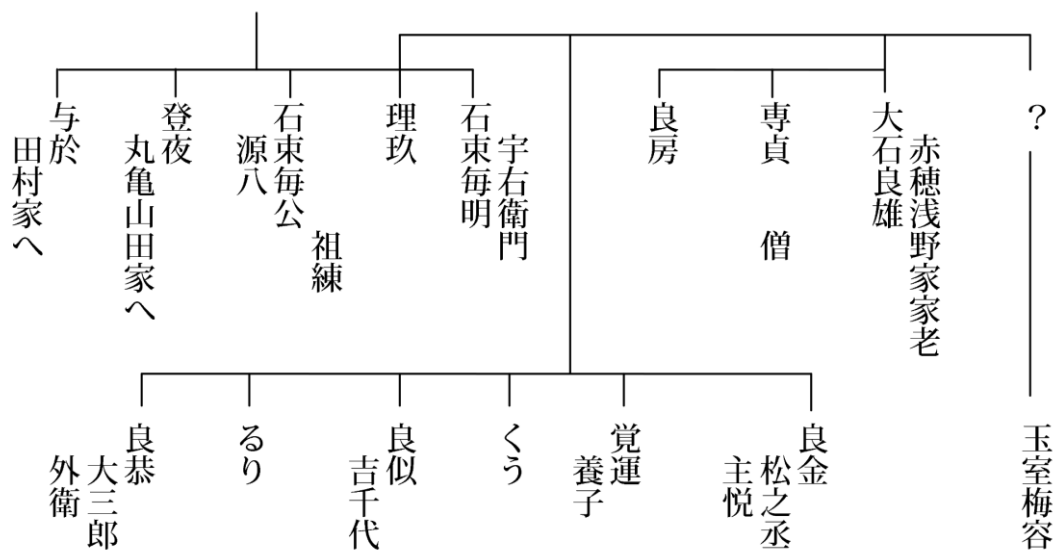 ?
玉室梅容
赤穂浅野家家老
大石良雄
専貞 僧
良房
宇右衛門
石束毎明
理玖
祖練
石束毎公
源八
登夜
丸亀山田家へ
与於
田村家へ
良金
松之丞
主悦
覚運
養子
くう
良似
吉千代
るり
良恭
大三郎
外衛